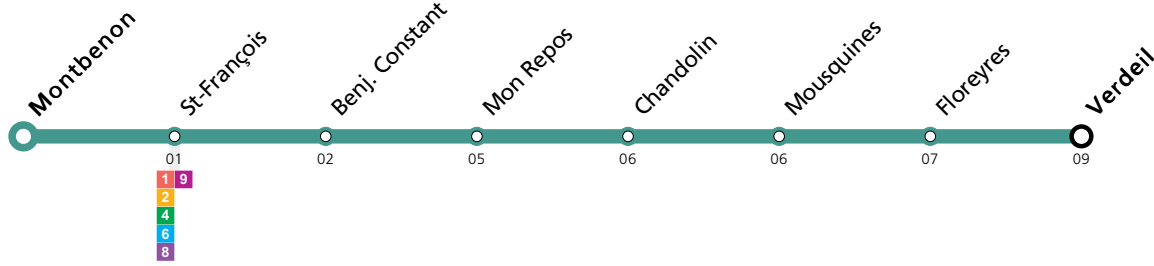 Montbenon
St-François
Benj. Constant
Mon Repos
Chandolin
Mousquines
Floreyres
Verdeil
01 02 05 06 06 07 09
1 9
2
4
6
8